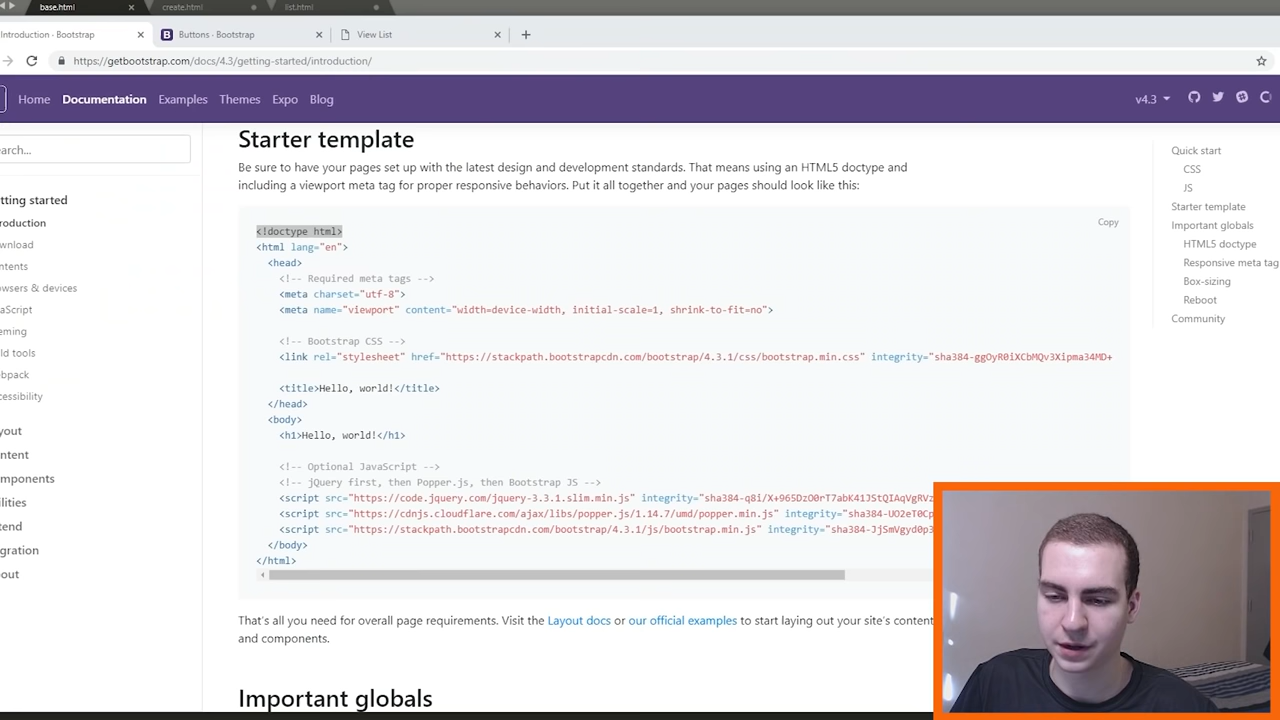 base.html × create.html list.html
Introduction - Bootstrap × B Buttons - Bootstrap × View List × +
https://getbootstrap.com/docs/4.3/getting-started/introduction/
Home Documentation Examples Themes Expo Blog v4.3
earch...
tting started
roduction
wnload
ntents
owsers & devices
aScript
eming
ild tools
ebpack
cessibility
yout
ntent
mponents
ilities
tend
egration
out
Starter template
Be sure to have your pages set up with the latest design and development standards. That means using an HTML5 doctype and
including a viewport meta tag for proper responsive behaviors. Put it all together and your pages should look like this:
Copy
<!doctype html>
<html lang="en">
<head>
<!-- Required meta tags -->
<meta charset="utf-8">
<meta name="viewport" content="width=device-width, initial-scale=1, shrink-to-fit=no">
<!-- Bootstrap CSS -->
<link rel="stylesheet" href="https://stackpath.bootstrapcdn.com/bootstrap/4.3.1/css/bootstrap.min.css" integrity="sha384-ggOyR0iXCbMQv3Xipma34MD+
<title>Hello, world!</title>
</head>
<body>
<h1>Hello, world!</h1>
<!-- Optional JavaScript -->
<!-- jQuery first, then Popper.js, then Bootstrap JS -->
<script src="https://code.jquery.com/jquery-3.3.1.slim.min.js" integrity="sha384-q8i/X+965DzO0rT7abK41JStQIAqVgRVz
<script src="https://cdnjs.cloudflare.com/ajax/libs/popper.js/1.14.7/umd/popper.min.js" integrity="sha384-UO2eT0Cp
<script src="https://stackpath.bootstrapcdn.com/bootstrap/4.3.1/js/bootstrap.min.js" integrity="sha384-JjSmVgyd0p3
</body>
</html>
That's all you need for overall page requirements. Visit the Layout docs or our official examples to start laying out your site's content
and components.
Important globals
Quick start
CSS
JS
Starter template
Important globals
HTML5 doctype
Responsive meta tag
Box-sizing
Reboot
Community